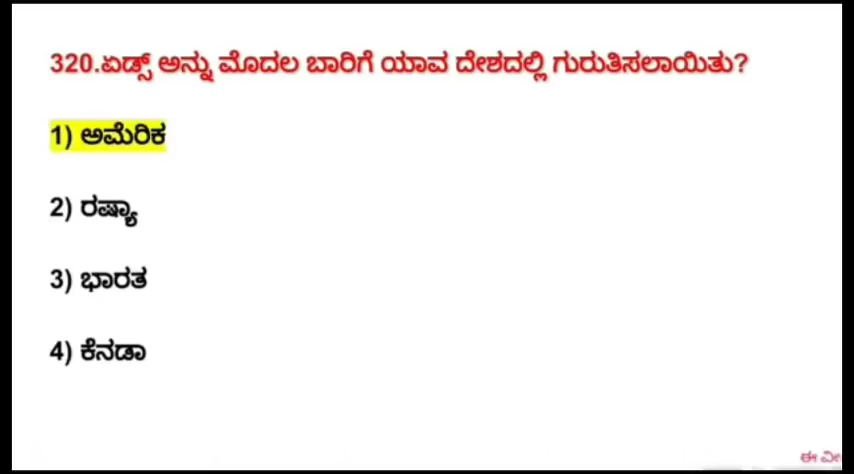 320.ಏಡ್ಸ್ ಅನ್ನು ಮೊದಲ ಬಾರಿಗೆ ಯಾವ ದೇಶದಲ್ಲಿ ಗುರುತಿಸಲಾಯಿತು?
1) ಅಮೆರಿಕ
2) ರಷ್ಯಾ
3) ಭಾರತ
4) ಕೆನಡಾ
ಈ